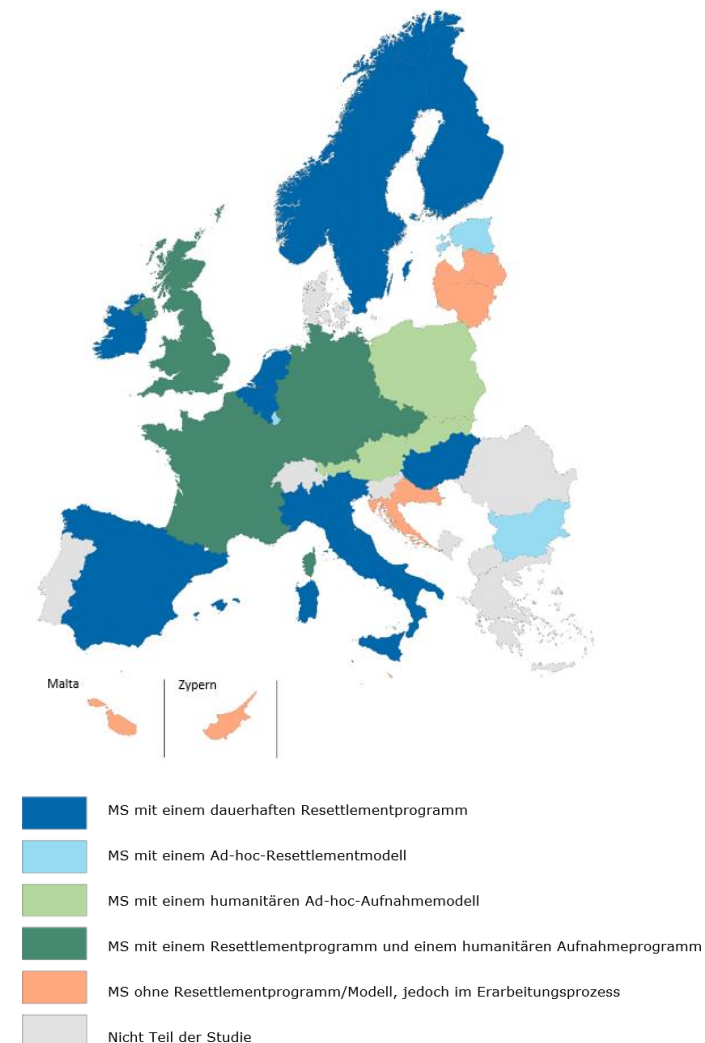 Malta
Zypern
MS mit einem dauerhaften Resettlementprogramm
MS mit einem Ad-hoc-Resettlementmodell
MS mit einem humanitären Ad-hoc-Aufnahmemodell
MS mit einem Resettlementprogramm und einem humanitären Aufnahmeprogramm
MS ohne Resettlementprogramm/Modell, jedoch im Erarbeitungsprozess
Nicht Teil der Studie